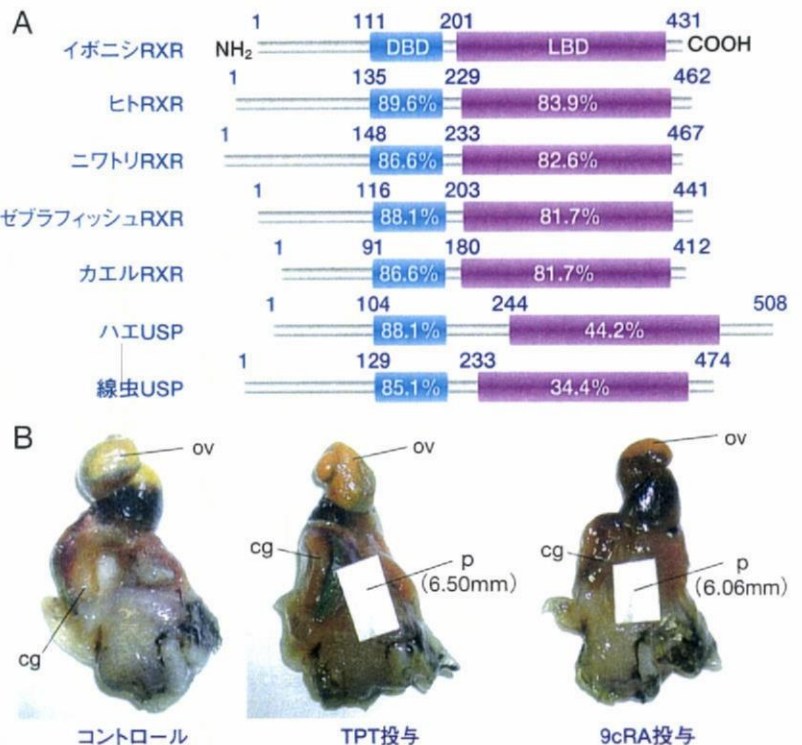 A
1 111 201 431
イボニシRXR NH₂ DBD LBD COOH
1 135 229 462
ヒトRXR 89.6% 83.9%
1 148 233 467
ニワトリRXR 86.6% 82.6%
1 116 203 441
ゼブラフィッシュRXR 88.1% 81.7%
1 91 180 412
カエルRXR 86.6% 81.7%
1 104 244 508
ハエUSP 88.1% 44.2%
1 129 233 474
線虫USP 85.1% 34.4%
B
ov ov ov
cg cg
p p
(6.50mm) (6.06mm)
cg
コントロール TPT投与 9cRA投与